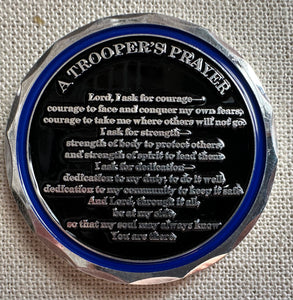 A TROOPER'S PRAYER
Lord, I ask for courage—
courage to face and conquer my own fears,
courage to take me where others will not go.
I ask for strength—
strength of body to protect others
and strength of spirit to lead them.
I ask for dedication—
dedication to my duty, to do it well,
dedication to my community to keep it safe.
And Lord, through it all,
be at my side,
so that my soul may always know
You are there